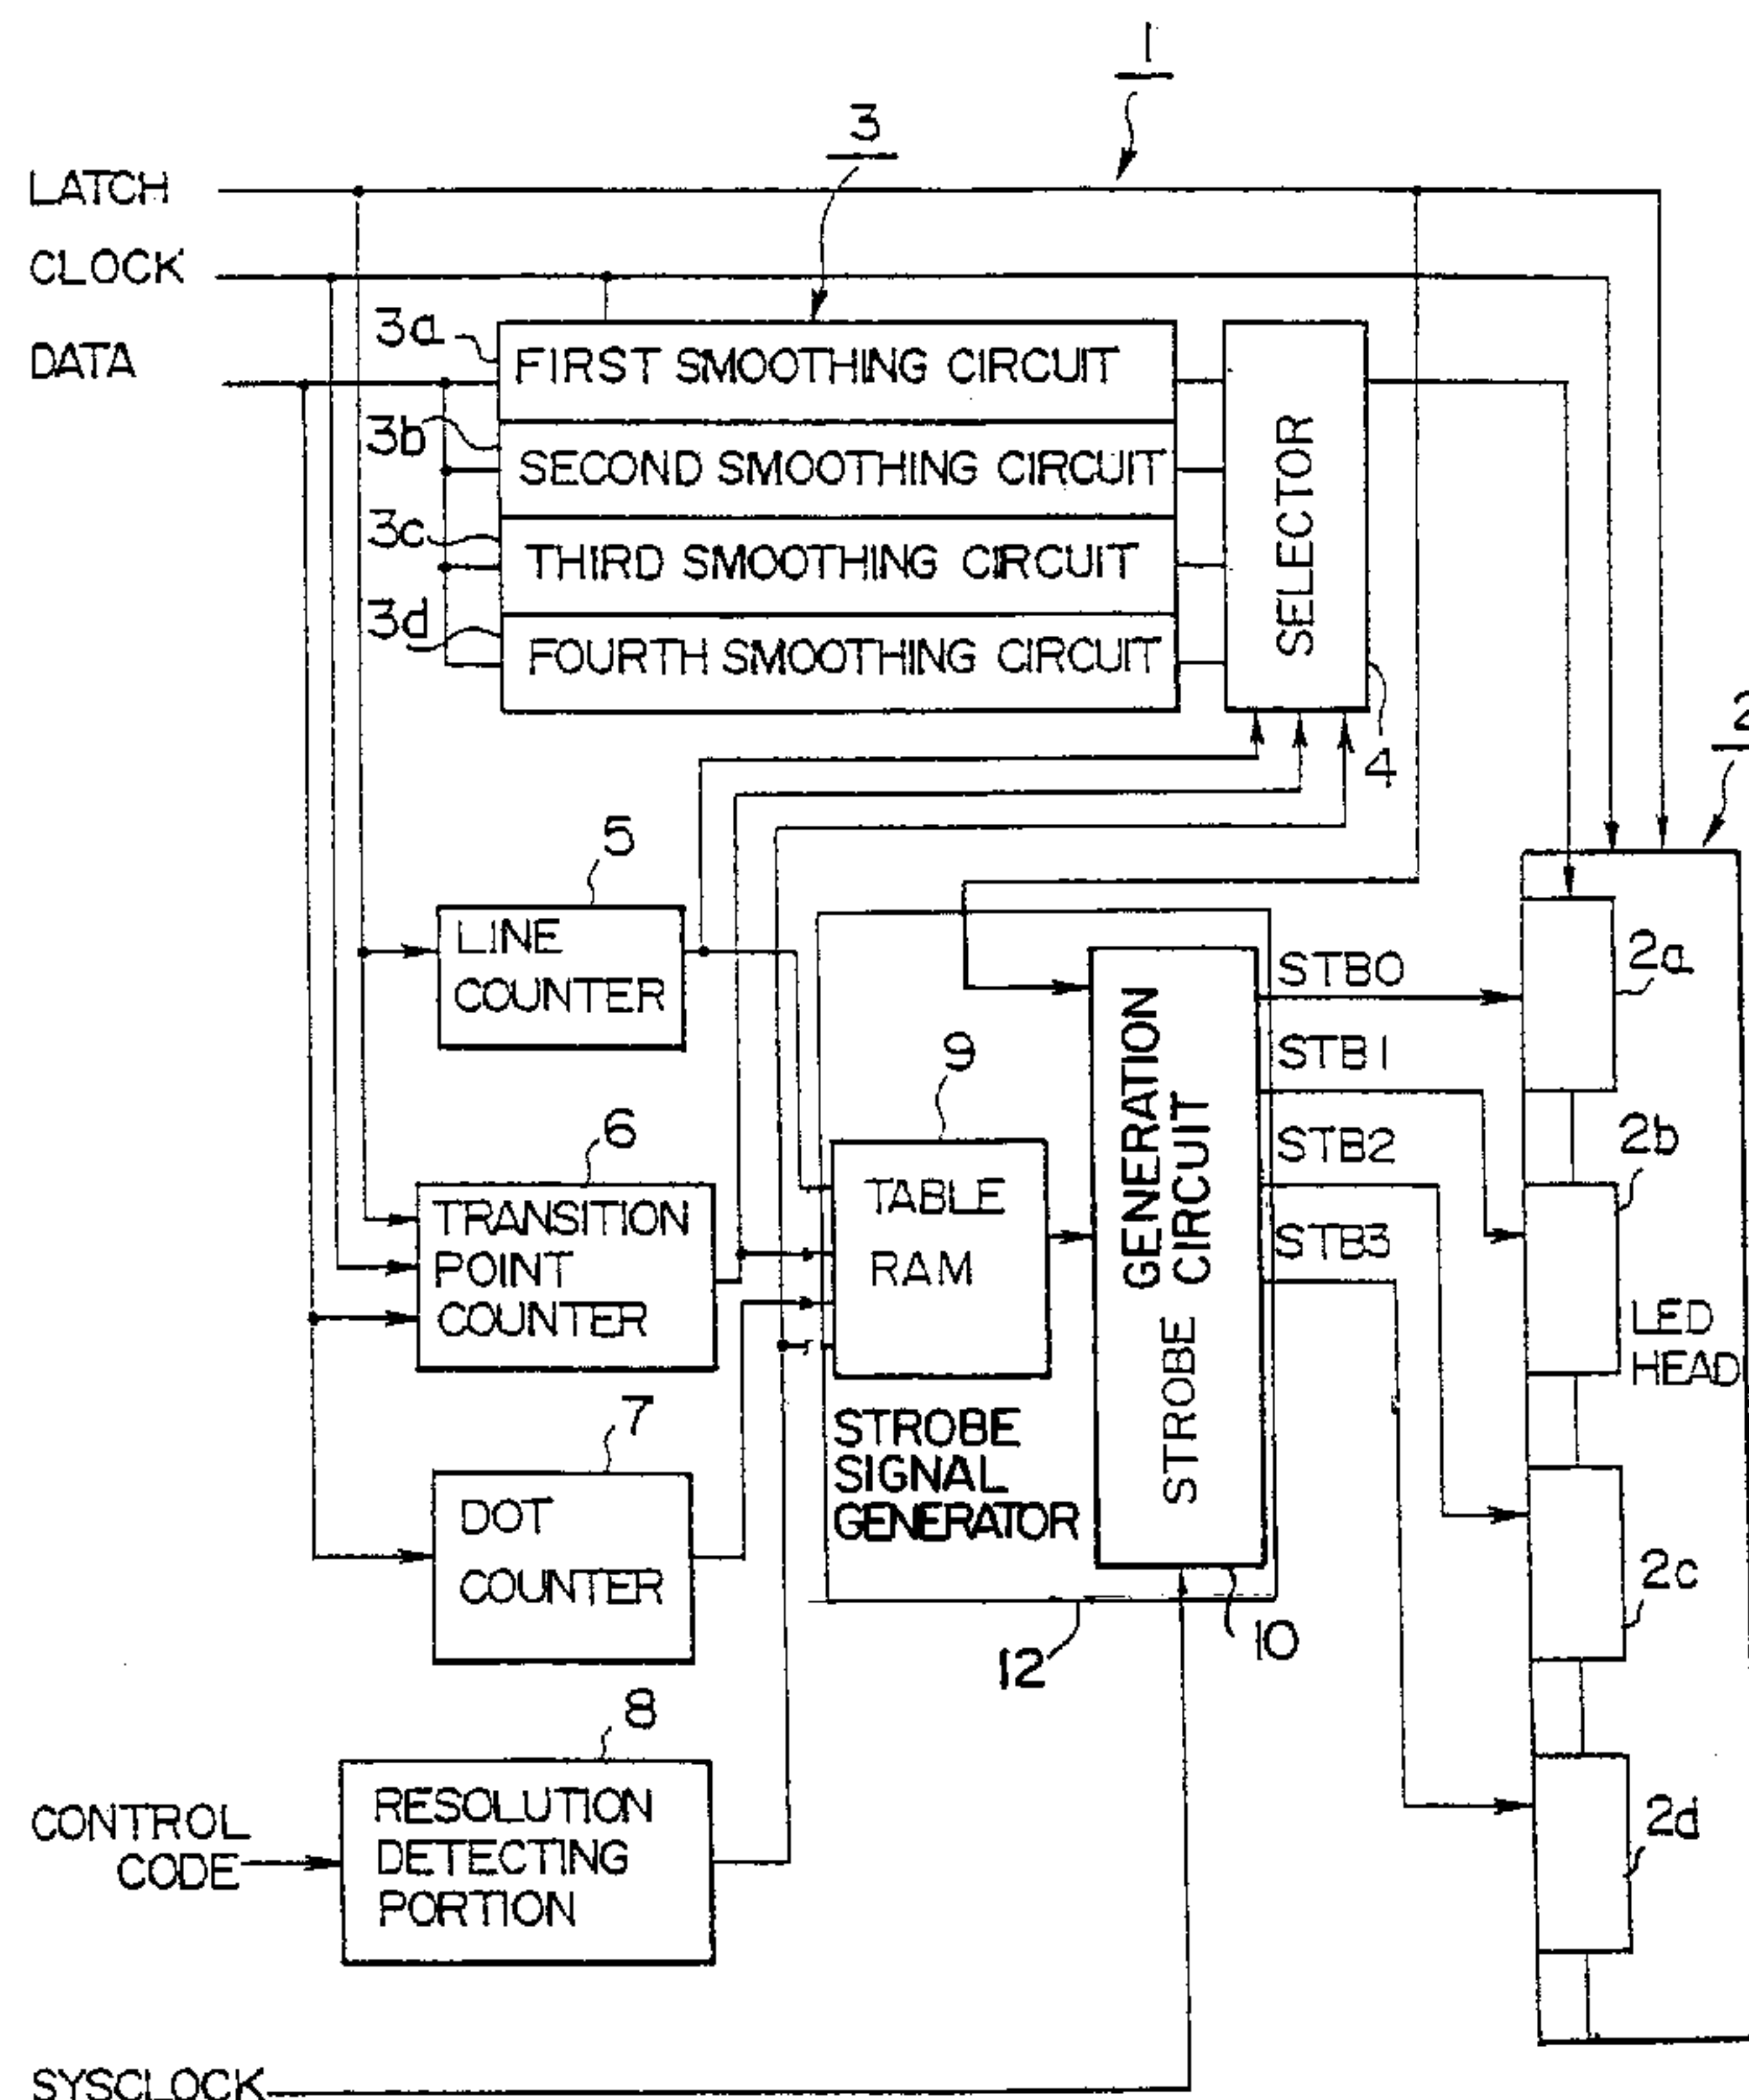 1
3
LATCH
CLOCK
DATA
3a
FIRST SMOOTHING CIRCUIT
3b
SECOND SMOOTHING CIRCUIT
3c
THIRD SMOOTHING CIRCUIT
3d
FOURTH SMOOTHING CIRCUIT
SELECTOR
4
2
5
LINE
COUNTER
6
TRANSITION
POINT
COUNTER
7
DOT
COUNTER
8
RESOLUTION
DETECTING
PORTION
CONTROL
CODE
SYSCLOCK
9
TABLE
RAM
STROBE
SIGNAL
GENERATOR
12
STROBE GENERATION
CIRCUIT
10
STB0
STB1
STB2
STB3
2a
2b
LED
HEAD
2c
2d